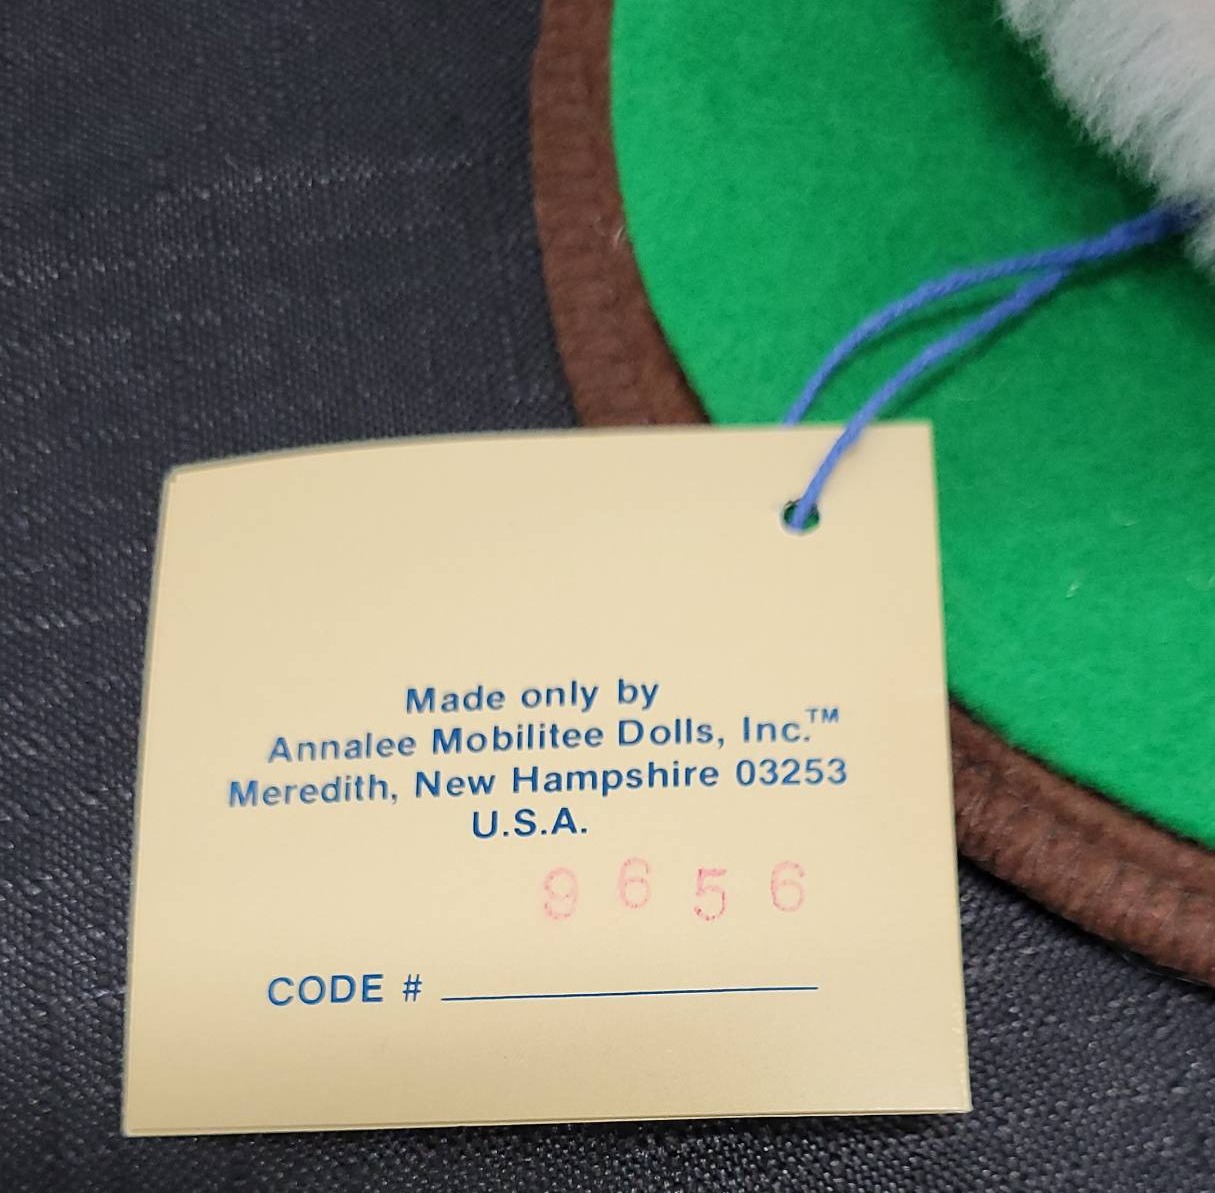 Made only by
Annalee Mobilitee Dolls, Inc.™
Meredith, New Hampshire 03253
U.S.A.
9656
CODE #